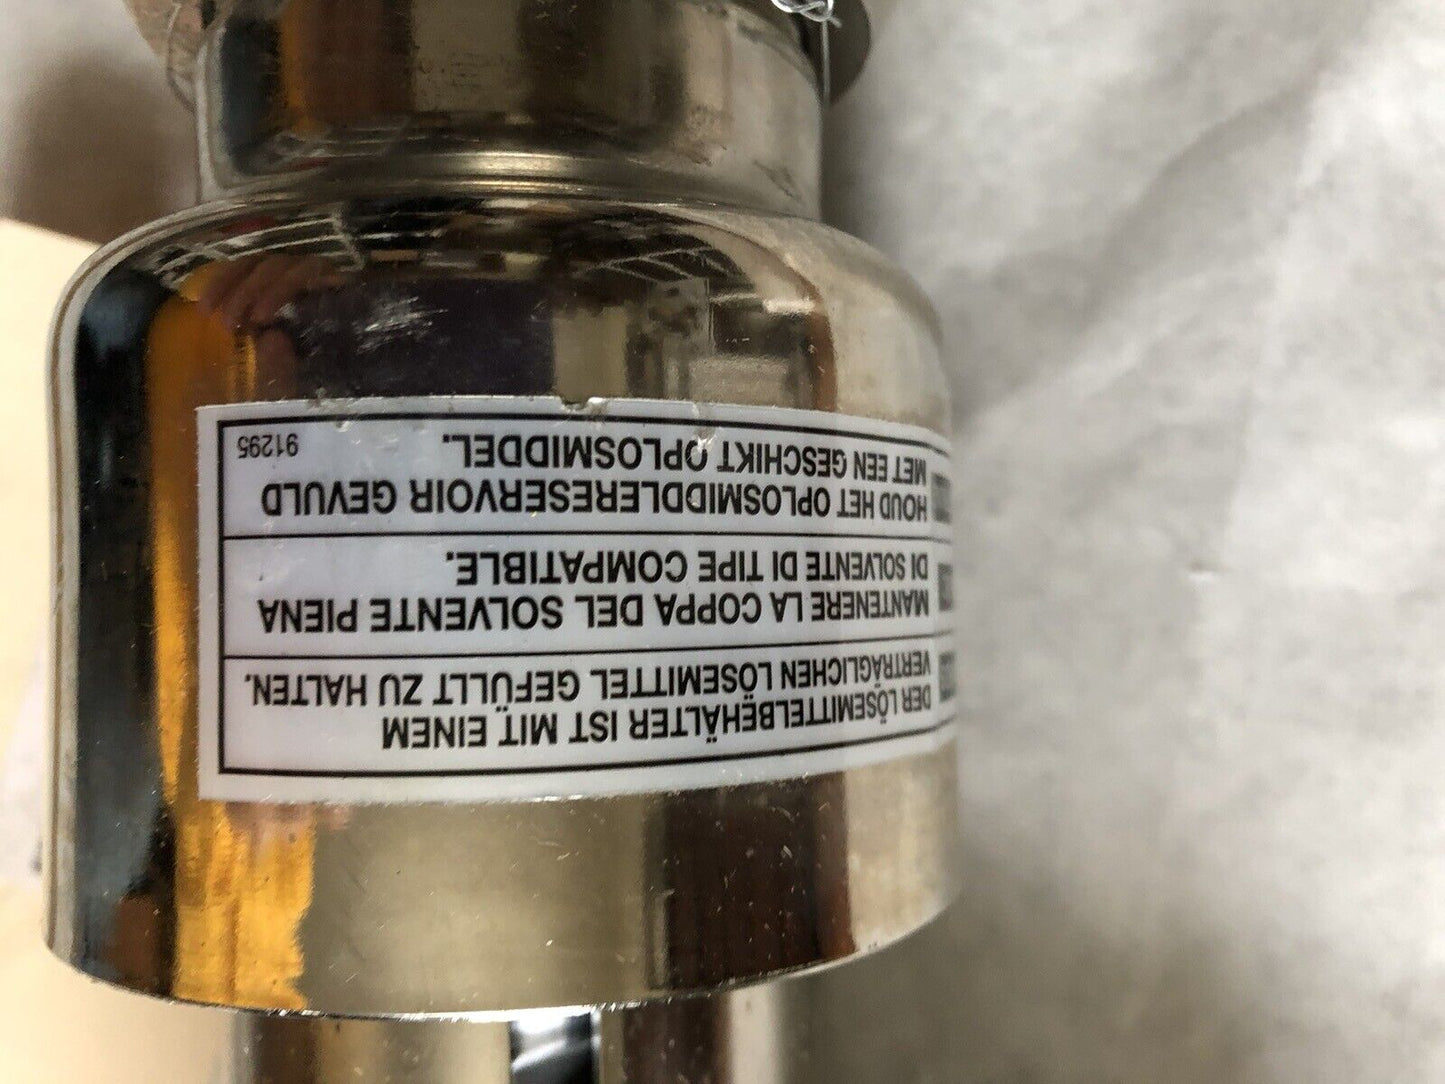 DER LÖSEMITTELBEHÄLTER IST MIT EINEM
VERTRÄGLICHEN LÖSEMITTEL GEFÜLLT ZU HALTEN.
MANTENERE LA COPPA DEL SOLVENTE PIENA
DI SOLVENTE DI TIPE COMPATIBLE.
HOUD HET OPLOSMIDDLERESERVOIR GEVULD
MET EEN GESCHIKT OPLOSMIDDEL.
91295